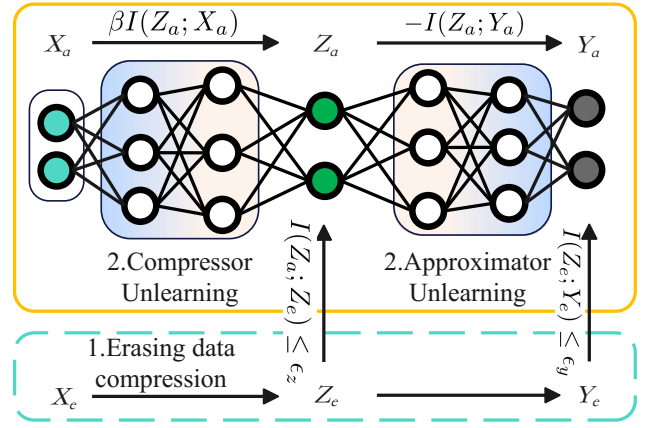 βI(Z_a; X_a) −I(Z_a; Y_a)
X_a Z_a Y_a
2.Compressor
Unlearning
2.Approximator
Unlearning
I(Z_a; Z_e) ≤ ϵ_z
I(Z_e; Y_e) ≤ ϵ_y
1.Erasing data
compression
X_e Z_e Y_e